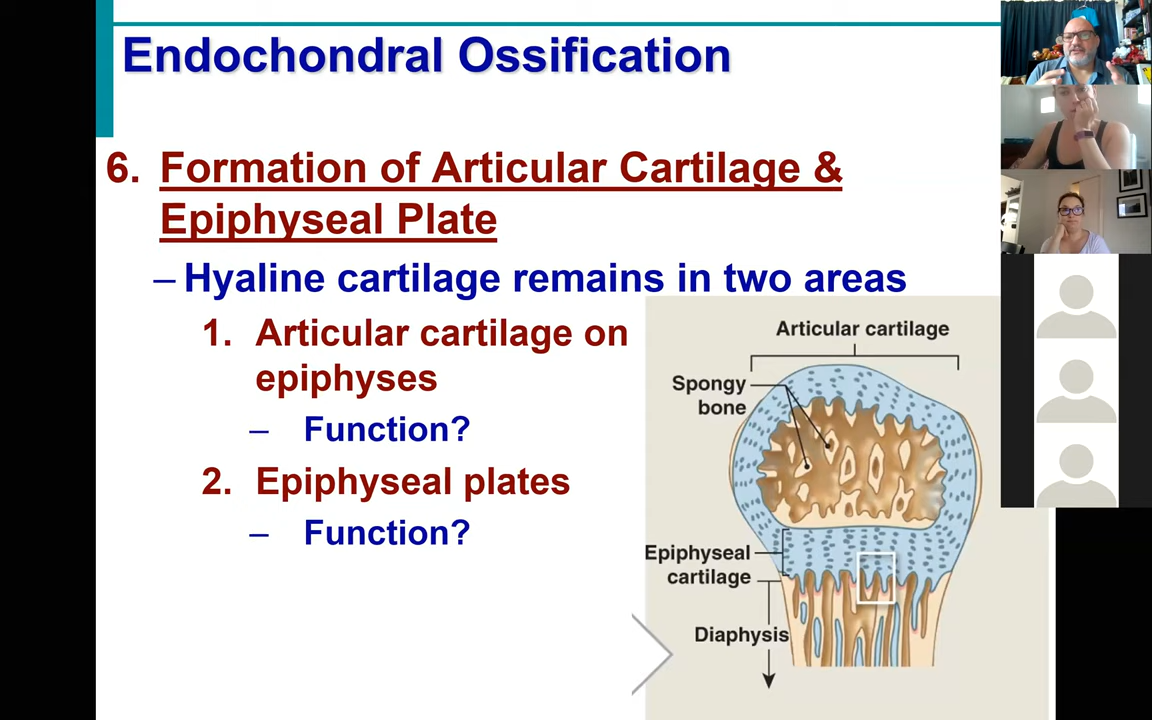 Endochondral Ossification
6. Formation of Articular Cartilage &
Epiphyseal Plate
– Hyaline cartilage remains in two areas
1. Articular cartilage on
epiphyses
– Function?
2. Epiphyseal plates
– Function?
Articular cartilage
Spongy
bone
Epiphyseal
cartilage
Diaphysis